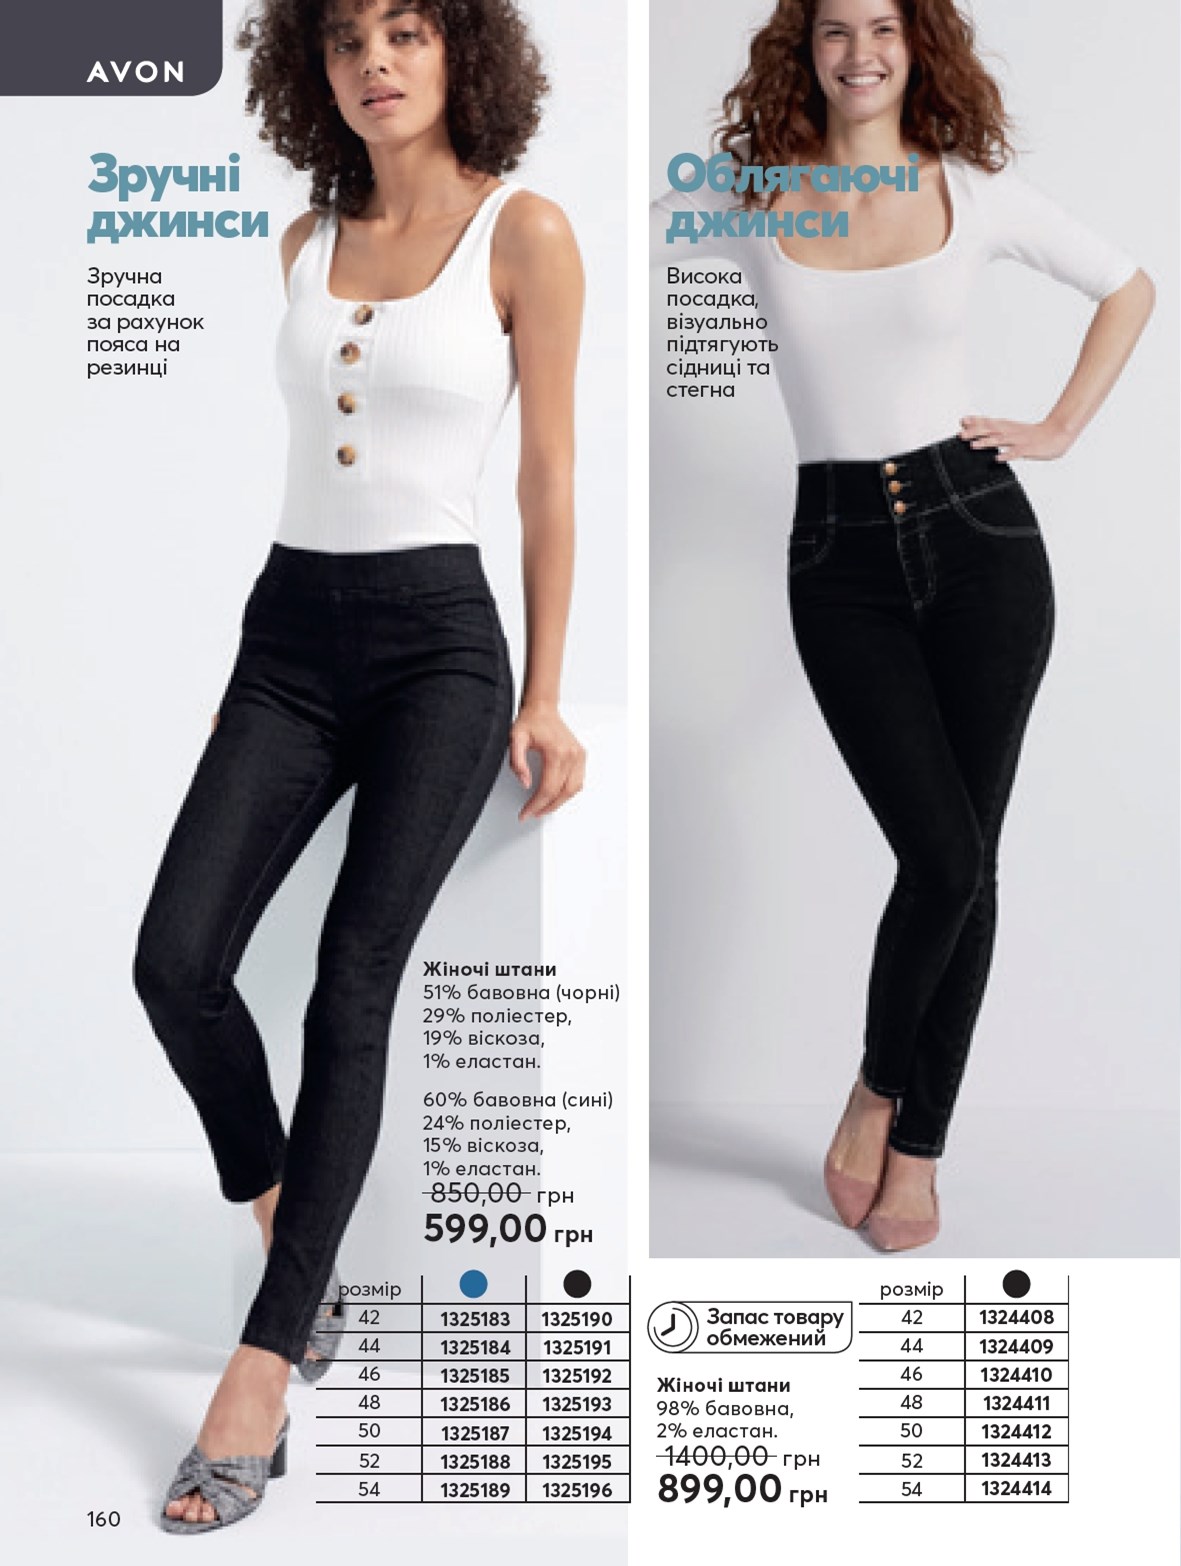 AVON
Зручні
джинси
Зручна
посадка
за рахунок
пояса на
резинці
Жіночі штани
51% бавовна (чорні)
29% поліестер,
19% віскоза,
1% еластан.
60% бавовна (сині)
24% поліестер,
15% віскоза,
1% еластан.
850,00 грн
599,00 грн
розмір
42 1325183 1325190
44 1325184 1325191
46 1325185 1325192
48 1325186 1325193
50 1325187 1325194
52 1325188 1325195
54 1325189 1325196
160
Облягаючі
джинси
Висока
посадка,
візуально
підтягують
сідниці та
стегна
Запас товару
обмежений
Жіночі штани
98% бавовна,
2% еластан.
1400,00 грн
899,00 грн
розмір
42 1324408
44 1324409
46 1324410
48 1324411
50 1324412
52 1324413
54 1324414